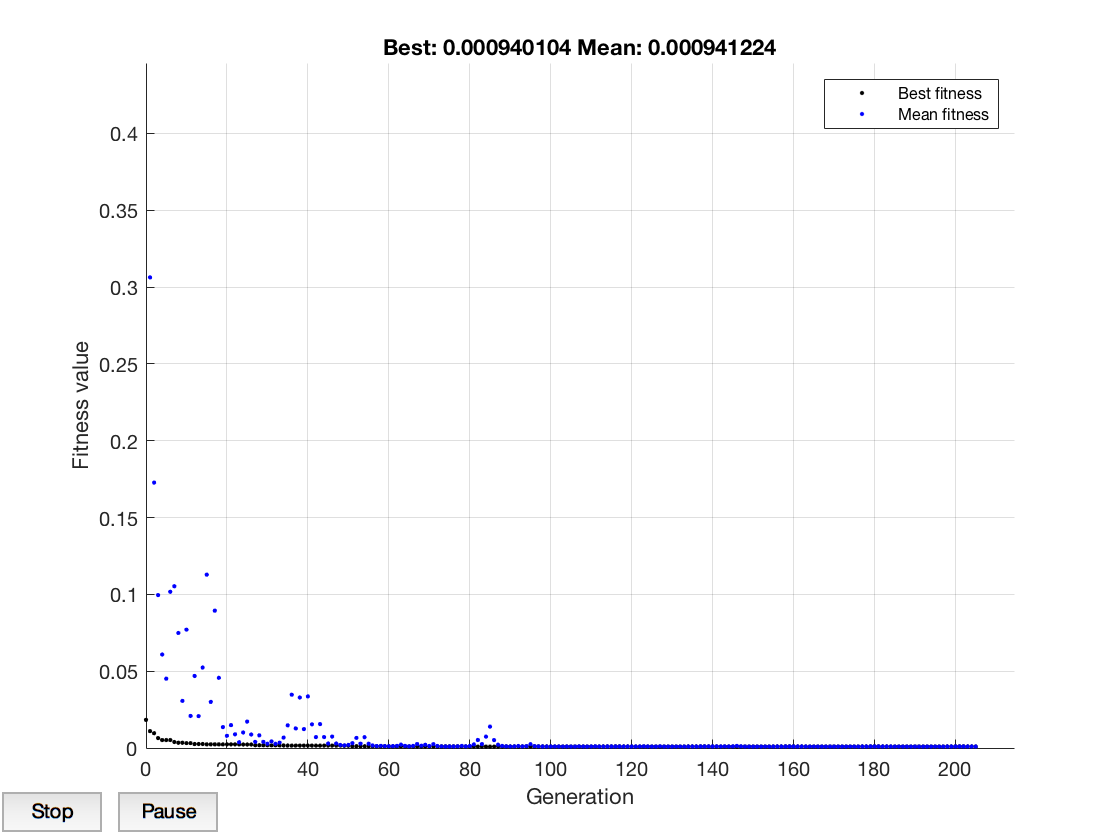 Best: 0.000940104 Mean: 0.000941224
Best fitness
Mean fitness
0.4
0.35
0.3
0.25
0.2
0.15
0.1
0.05
0
Fitness value
0 20 40 60 80 100 120 140 160 180 200
Generation
Stop Pause